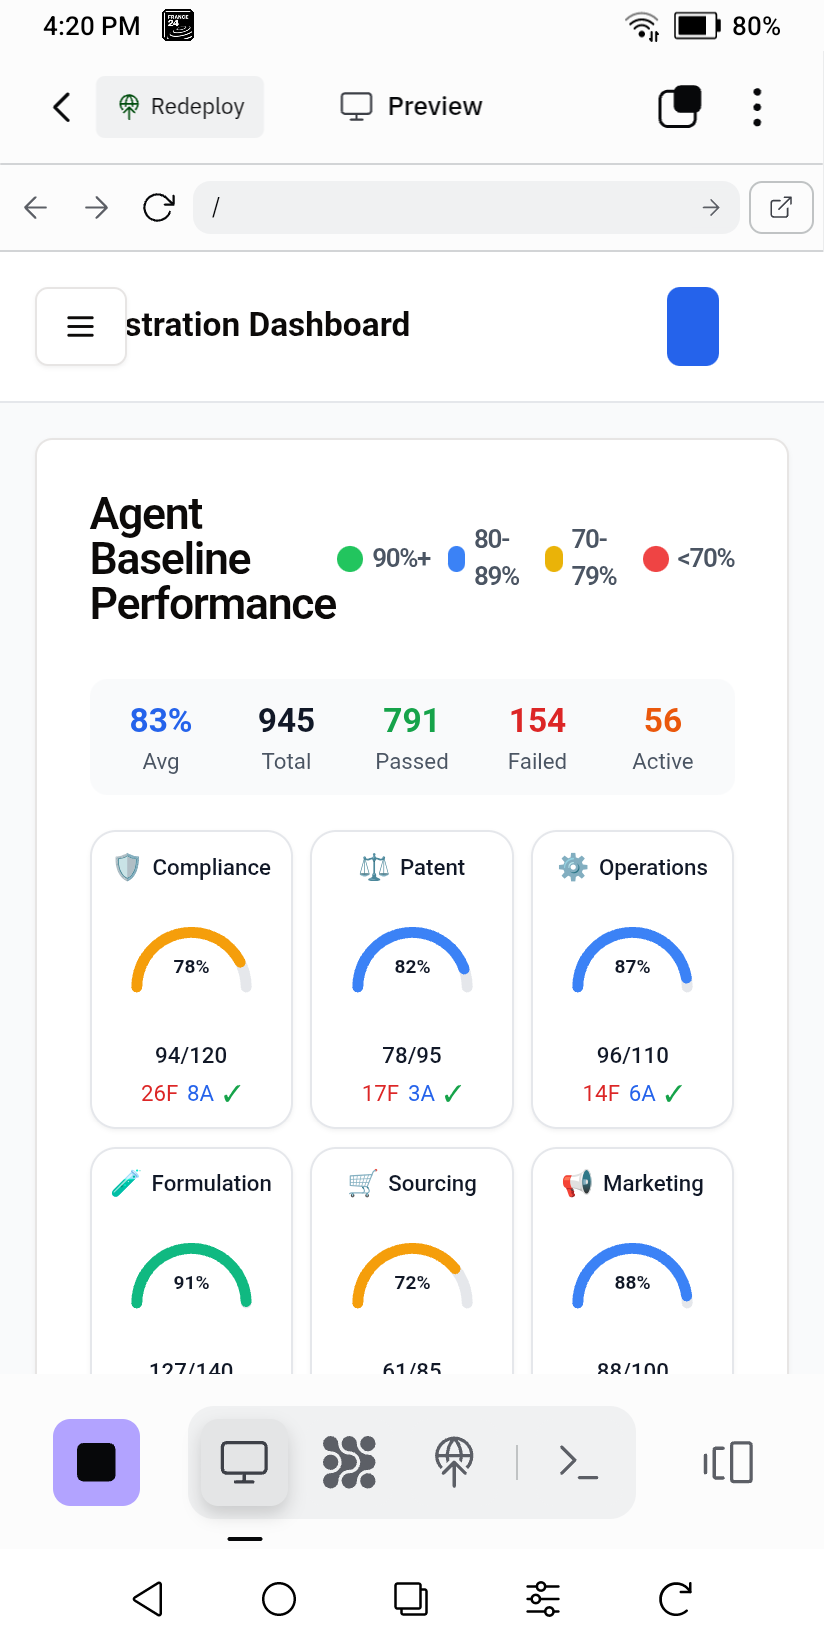 4:20 PM FRANCE 24 80%
Redeploy Preview
/
stration Dashboard
Agent
Baseline
Performance
90%+ 80-89% 70-79% <70%
83% 945 791 154 56
Avg Total Passed Failed Active
Compliance Patent Operations
78% 82% 87%
94/120 78/95 96/110
26F 8A ✓ 17F 3A ✓ 14F 6A ✓
Formulation Sourcing Marketing
91% 72% 88%
127/140 61/85 88/100